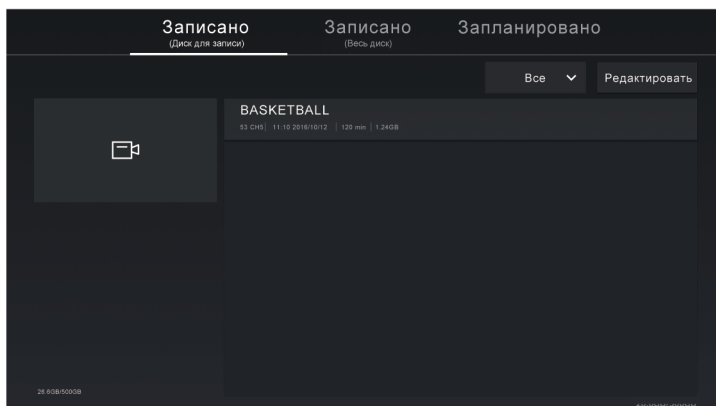 Записано Записано Запланировано
(Диск для записи) (Весь диск)
Все Редактировать
BASKETBALL
53 CH5 | 11:10 2016/10/12 | 120 min | 1.24GB
26.6GB/500GB